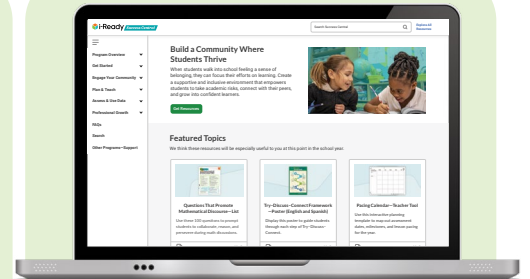 i-Ready Success Central
Search Success Central
Explore All
Resources
Program Overview
Get Started
Engage Your Community
Plan & Teach
Access & Use Data
Professional Growth
FAQs
Search
Other Programs—Support
Build a Community Where
Students Thrive
When students walk into school feeling a sense of
belonging, they can focus their efforts on learning. Create
a supportive and inclusive environment that empowers
students to take academic risks, connect with their peers,
and grow into confident learners.
Get Resources
Featured Topics
We think these resources will be especially useful to you at this point in the school year.
Questions That Promote
Mathematical Discourse—List
Use these 100 questions to prompt
students to collaborate, reason, and
persevere during math discussions.
Try–Discuss–Connect Framework
—Poster (English and Spanish)
Display this poster to guide students
through each step of Try–Discuss–
Connect.
Pacing Calendar—Teacher Tool
Use this interactive planning
template to map out assessment
dates, milestones, and lesson pacing
for the year.